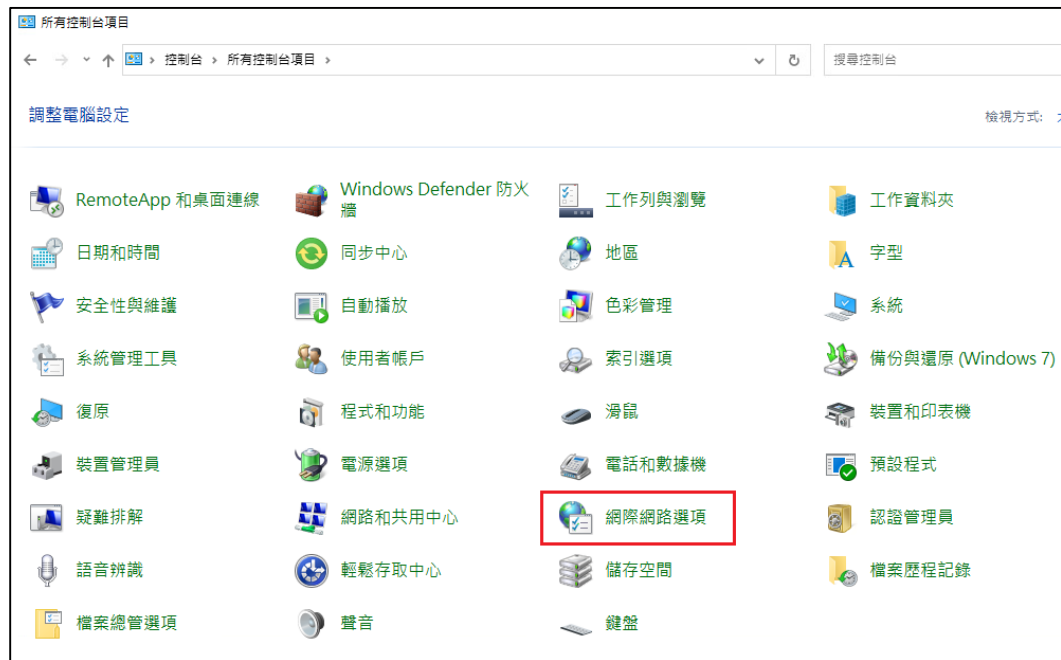 所有控制台項目
控制台 › 所有控制台項目 ›
搜尋控制台
調整電腦設定
檢視方式:
RemoteApp 和桌面連線
Windows Defender 防火
牆
工作列與瀏覽
工作資料夾
日期和時間
同步中心
地區
字型
安全性與維護
自動播放
色彩管理
系統
系統管理工具
使用者帳戶
索引選項
備份與還原 (Windows 7)
復原
程式和功能
滑鼠
裝置和印表機
裝置管理員
電源選項
電話和數據機
預設程式
疑難排解
網路和共用中心
網際網路選項
認證管理員
語音辨識
輕鬆存取中心
儲存空間
檔案歷程記錄
檔案總管選項
聲音
鍵盤